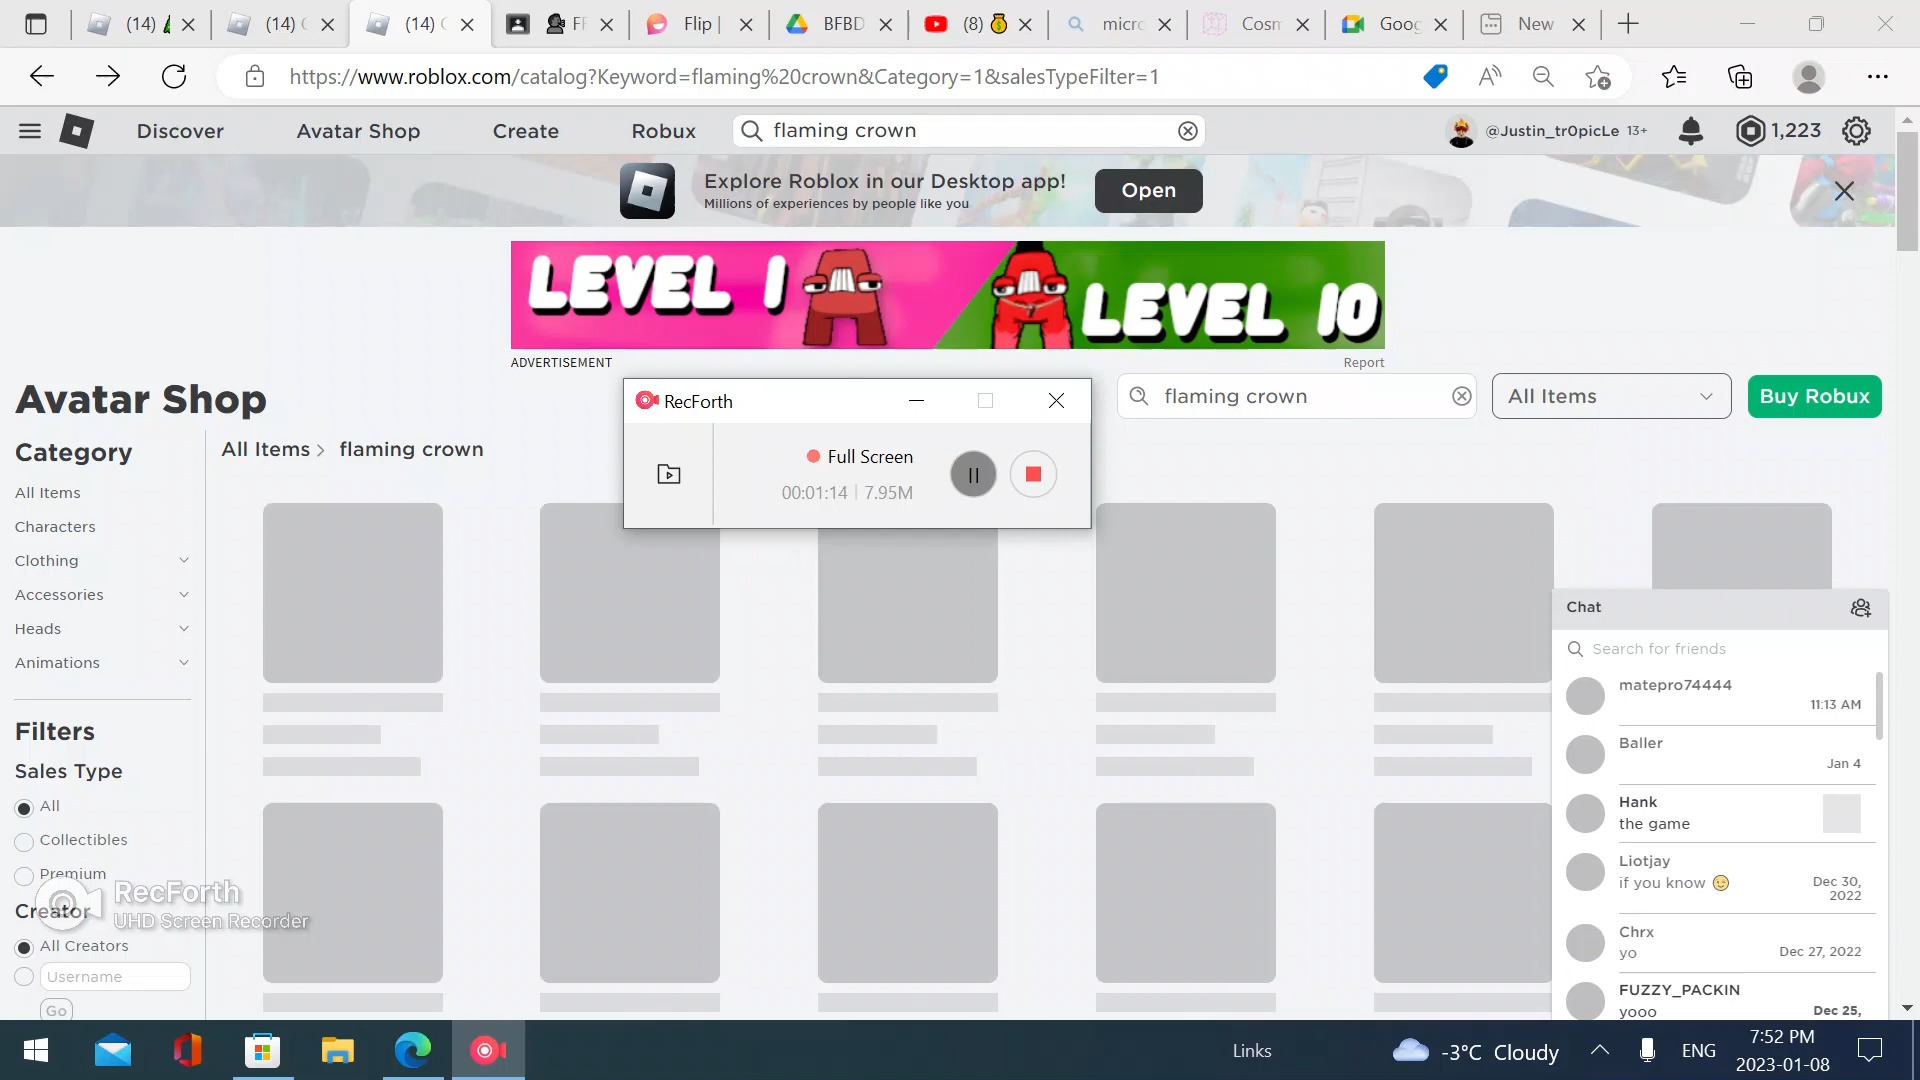 (14)
(14) C
(14) C
FF
Flip |
BFBD
(8)
micro
Cosm
Goog
New
https://www.roblox.com/catalog?Keyword=flaming%20crown&Category=1&salesTypeFilter=1
Discover
Avatar Shop
Create
Robux
flaming crown
@Justin_tr0picLe 13+
1,223
Explore Roblox in our Desktop app!
Millions of experiences by people like you
Open
LEVEL 1
LEVEL 10
ADVERTISEMENT
Report
Avatar Shop
RecForth
flaming crown
All Items
Buy Robux
Full Screen
00:01:14 | 7.95M
Category
All Items > flaming crown
All Items
Characters
Clothing
Accessories
Heads
Animations
Filters
Sales Type
All
Collectibles
Premium
Creator
All Creators
Username
Go
RecForth
UHD Screen Recorder
Chat
Search for friends
matepro74444
11:13 AM
Baller
Jan 4
Hank
the game
Liotjay
if you know 😉
Dec 30,
2022
Chrx
yo
Dec 27, 2022
FUZZY_PACKIN
yooo
Dec 25,
Links
-3°C Cloudy
ENG
7:52 PM
2023-01-08